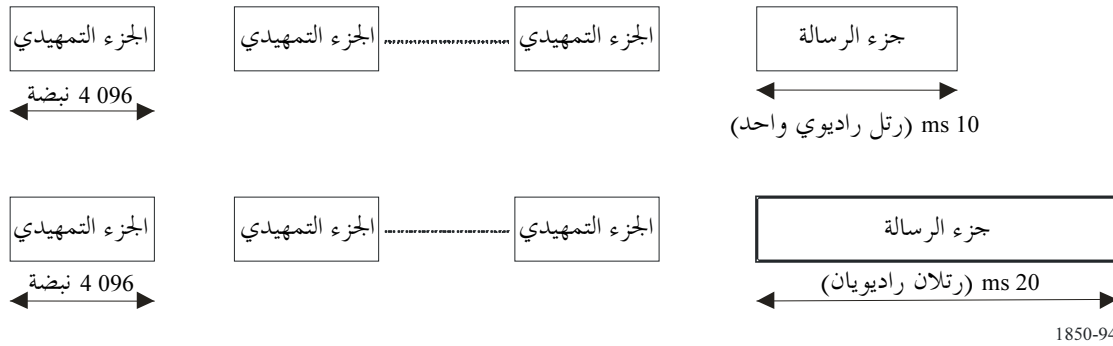 الجزء التمهيدي الجزء التمهيدي الجزء التمهيدي جزء الرسالة
4 096 نبضة
10 ms (رتل راديوي واحد)
الجزء التمهيدي الجزء التمهيدي الجزء التمهيدي جزء الرسالة
4 096 نبضة 20 ms (رتلان راديويان)
1850-94